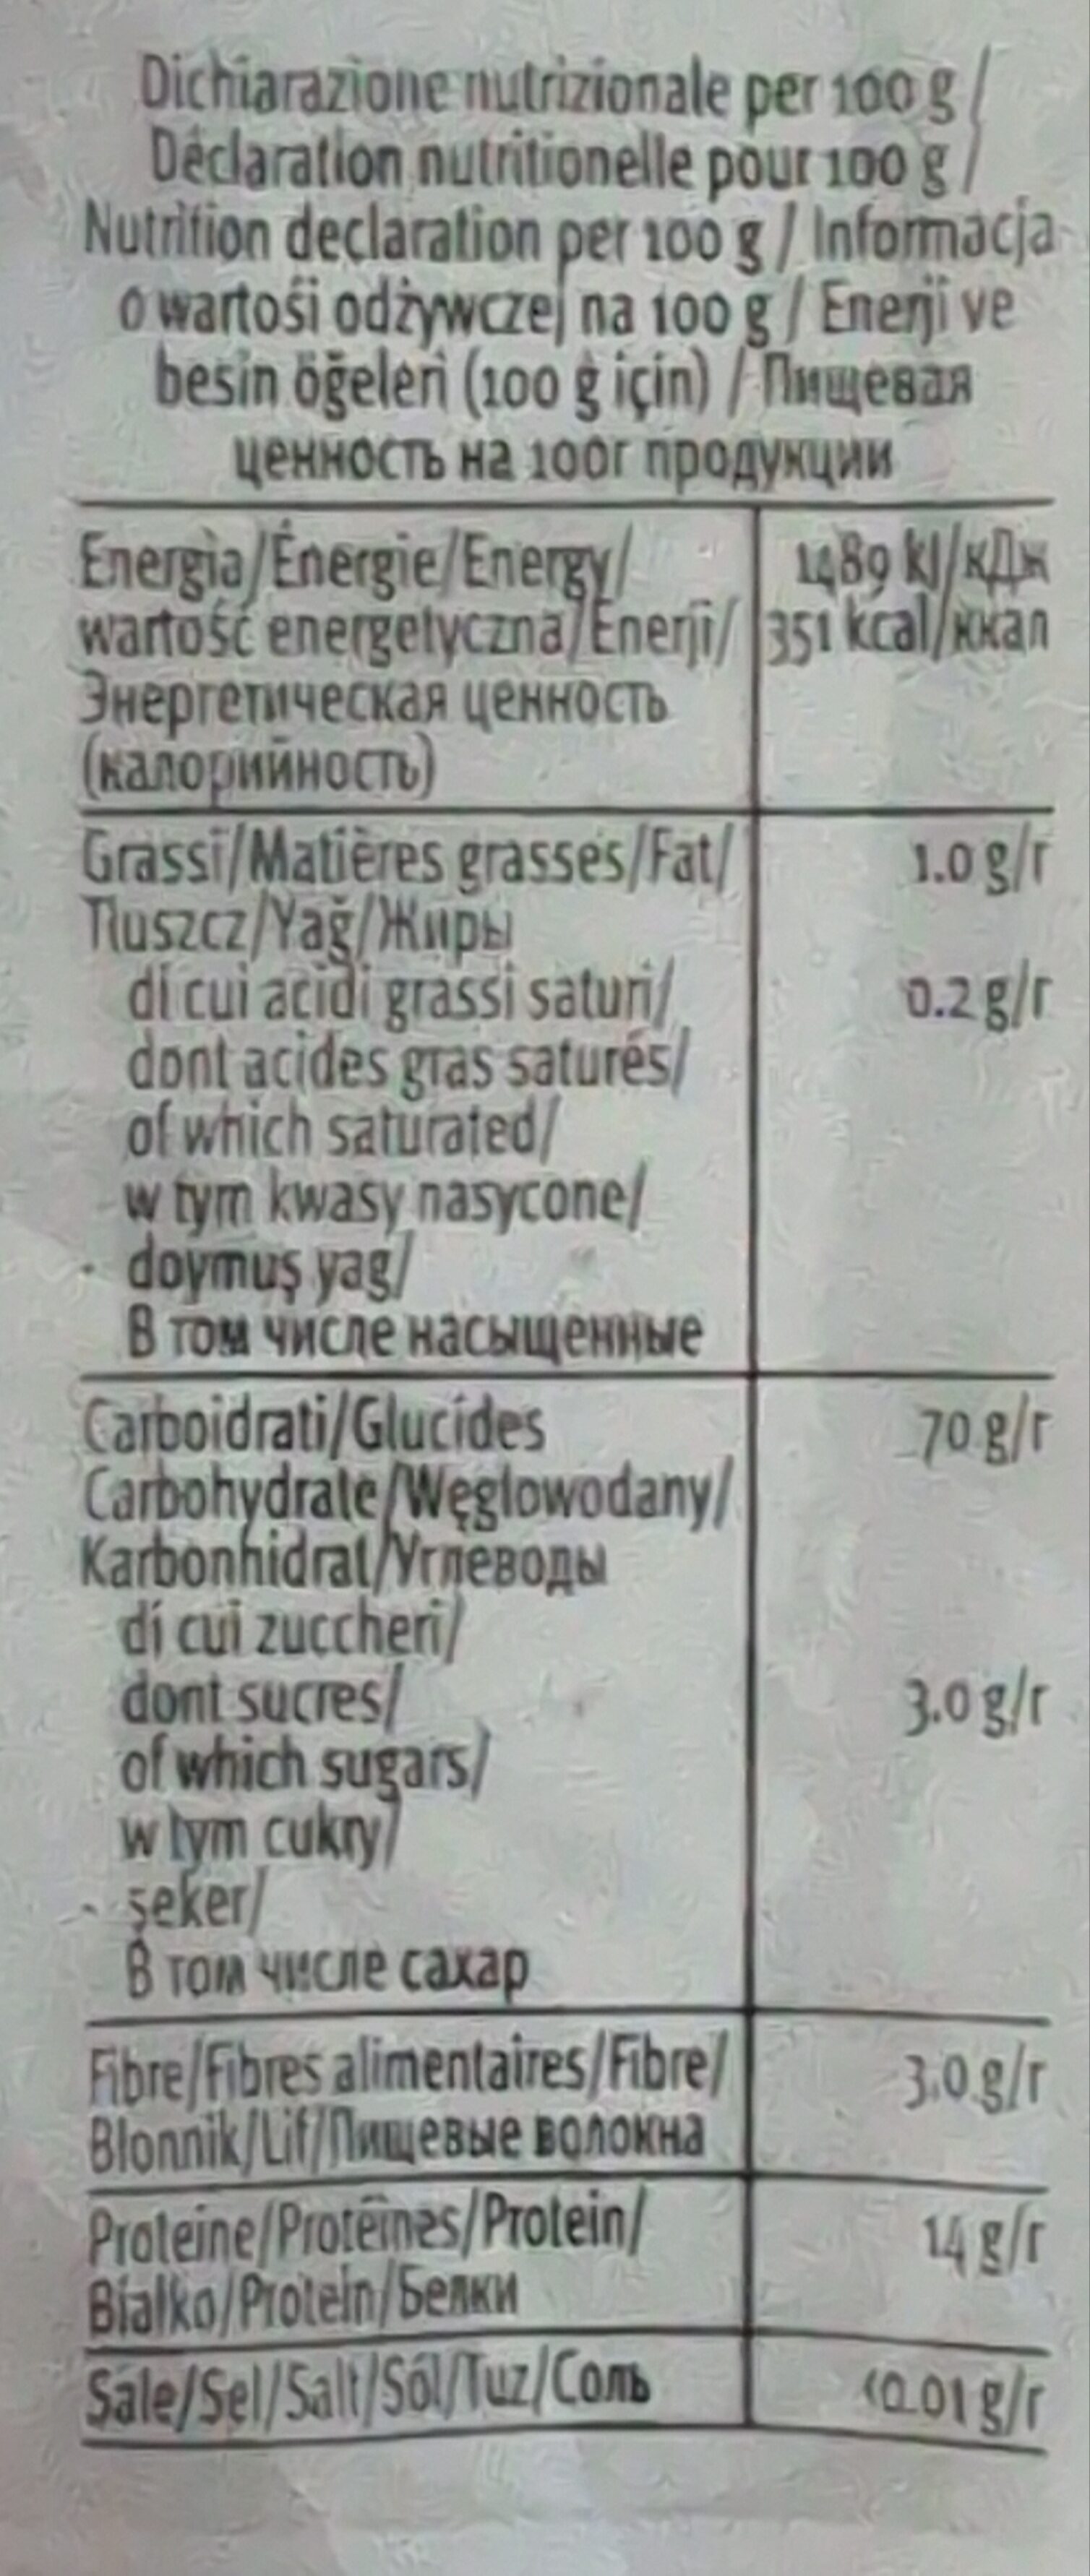 Dichiarazione nutrizionale per 100 g /
Déclaration nutritionelle pour 100 g /
Nutrition declaration per 100 g / Informacja
o wartośi odżywczej na 100 g / Enerji ve
besin öğeleri (100 g için) / Пищевая
ценность на 100г продукции
Energia/Énergie/Energy/ 1489 kJ/кДж
wartość energetyczna/Enerji/ 351 kcal/ккал
Энергетическая ценность
(калорийность)
Grassi/Matières grasses/Fat/ 1.0 g/г
Tłuszcz/Yağ/Жиры
di cui acidi grassi saturi/ 0.2 g/г
dont acides gras saturés/
of which saturated/
w tym kwasy nasycone/
- doymuş yag/
В том числе насыщенные
Carboidrati/Glucides 70 g/г
Carbohydrate/Węglowodany/
Karbonhidrat/Углеводы
di cui zuccheri/
dont sucres/ 3.0 g/г
of which sugars/
w tym cukry/
- şeker/
В том числе сахар
Fibre/Fibres alimentaires/Fibre/ 3.0 g/г
Błonnik/Lif/Пищевые волокна
Proteine/Protéines/Protein/ 14 g/г
Białko/Protein/Белки
Sale/Sel/Salt/Sól/Tuz/Соль <0.01 g/г